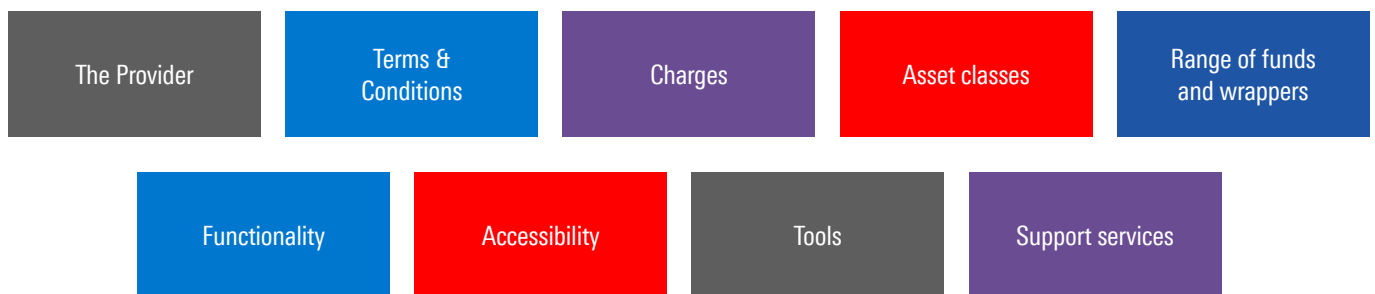 The Provider
Terms &
Conditions
Charges
Asset classes
Range of funds
and wrappers
Functionality
Accessibility
Tools
Support services